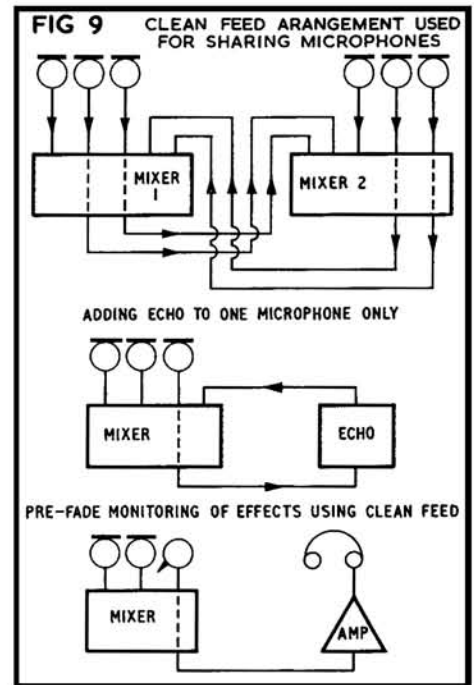 FIG 9 CLEAN FEED ARANGEMENT USED
FOR SHARING MICROPHONES
MIXER
1
MIXER 2
ADDING ECHO TO ONE MICROPHONE ONLY
MIXER
ECHO
PRE-FADE MONITORING OF EFFECTS USING CLEAN FEED
MIXER
AMP